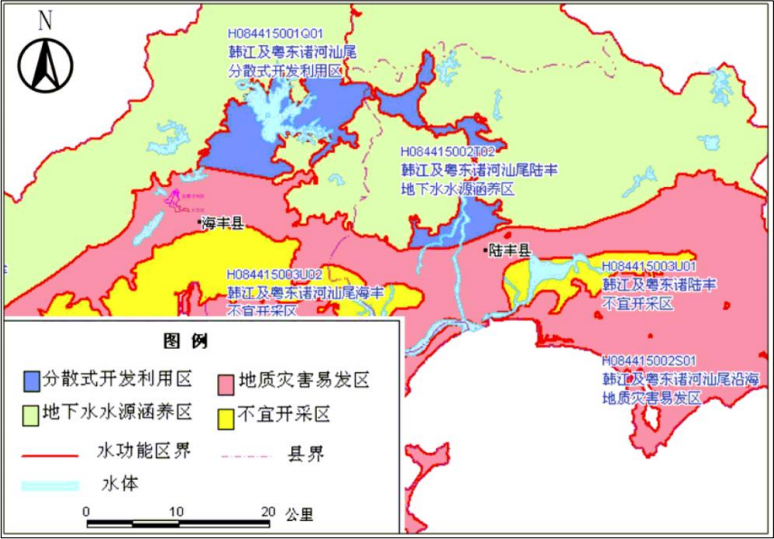 N
H084415001Q01
韩江及粤东诸河汕尾
分散式开发利用区
H084415002T02
韩江及粤东诸河汕尾陆丰
地下水水源涵养区
海丰县
陆丰县
H084415003U02
韩江及粤东诸河汕尾海丰
不宜开采区
H084415003U01
韩江及粤东诸陆丰
不宜开采区
H084415002S01
韩江及粤东诸河汕尾沿海
地质灾害易发区
图 例
分散式开发利用区
地质灾害易发区
地下水水源涵养区
不宜开采区
水功能区界
县界
水体
0 10 20 公里